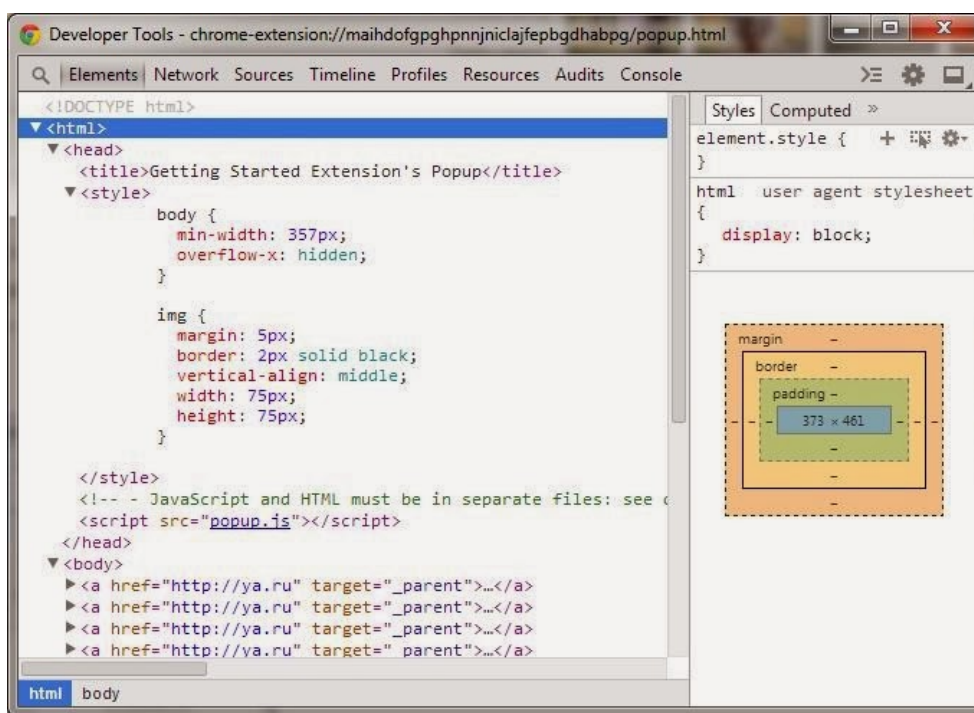 Developer Tools - chrome-extension://maihdofgpghpnnjniclajfepbgdhabpg/popup.html
Elements Network Sources Timeline Profiles Resources Audits Console
<!DOCTYPE html>
▼<html>
▼<head>
<title>Getting Started Extension's Popup</title>
▼<style>
body {
min-width: 357px;
overflow-x: hidden;
}
img {
margin: 5px;
border: 2px solid black;
vertical-align: middle;
width: 75px;
height: 75px;
}
</style>
<!-- - JavaScript and HTML must be in separate files: see
<script src="popup.js"></script>
</head>
▼<body>
▶<a href="http://ya.ru" target="_parent">…</a>
▶<a href="http://ya.ru" target="_parent">…</a>
▶<a href="http://ya.ru" target="_parent">…</a>
▶<a href="http://ya.ru" target="_parent">…</a>
html body
Styles Computed »
element.style {
}
html user agent stylesheet
{
display: block;
}
margin –
border –
padding –
– – – 373 × 461 – – –
–
–
–